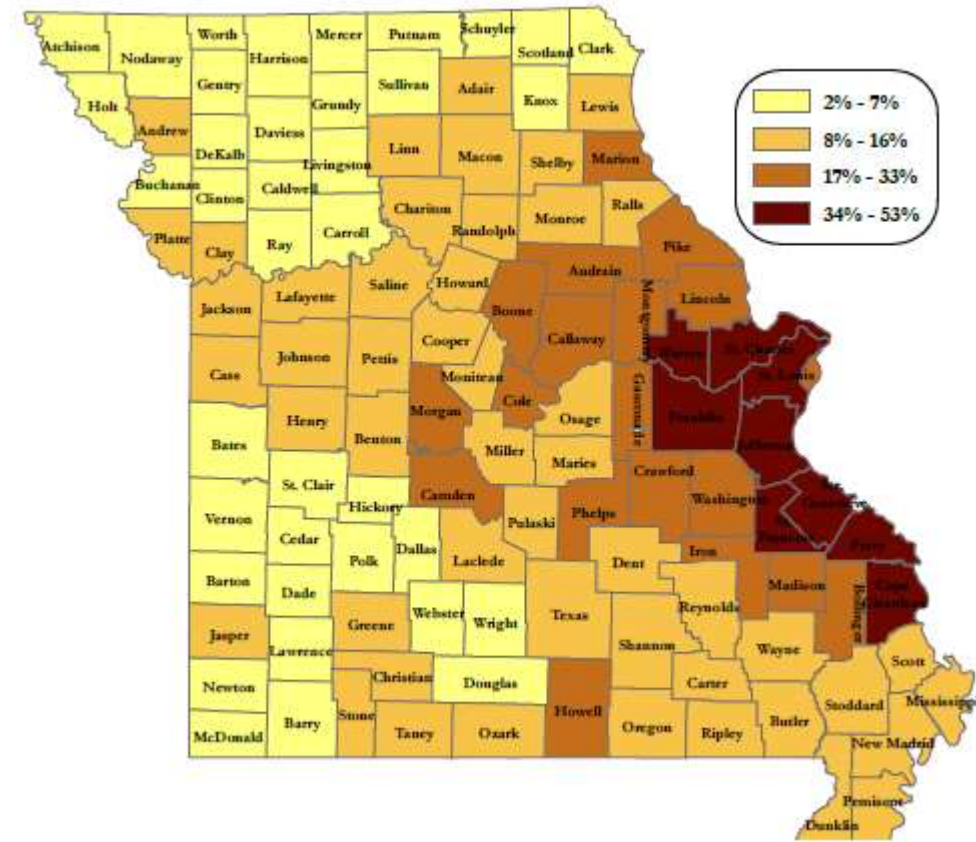 Atchison
Nodaway
Worth
Harrison
Mercer
Putnam
Schuyler
Scotland
Clark
Gentry
Sullivan
Adair
Knox
Lewis
Holt
Andrew
Grundy
Daviess
DeKalb
Livingston
Linn
Macon
Shelby
Marion
Buchanan
Clinton
Caldwell
Chariton
Randolph
Monroe
Ralls
Platte
Clay
Ray
Carroll
Pike
Audrain
Saline
Howard
Boone
Jackson
Lafayette
Montgomery
Lincoln
Callaway
Cooper
Johnson
Pettis
Cass
Moniteau
St. Louis
Morgan
Cole
Osage
Franklin
Henry
Benton
Bates
Miller
Maries
Crawford
Washington
St. Clair
Hickory
Camden
Pulaski
Phelps
Vernon
Cedar
Polk
Dallas
Laclede
Dent
Iron
Perry
Barton
Dade
Madison
Cape
Webster
Wright
Texas
Reynolds
Jasper
Greene
Lawrence
Shannon
Wayne
Scott
Newton
Christian
Douglas
Carter
Stoddard
Mississipp
McDonald
Barry
Stone
Taney
Ozark
Howell
Oregon
Ripley
Butler
New Madrid
Pemiscot
Dunklin
2% - 7%
8% - 16%
17% - 33%
34% - 53%